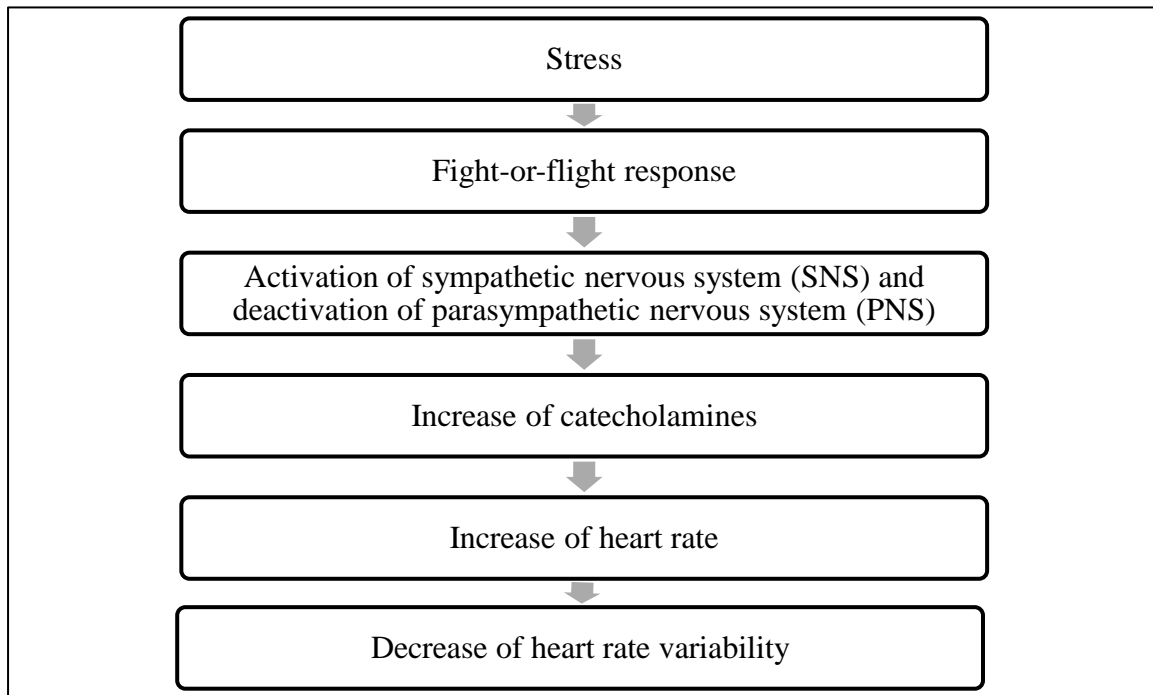 Stress
Fight-or-flight response
Activation of sympathetic nervous system (SNS) and
deactivation of parasympathetic nervous system (PNS)
Increase of catecholamines
Increase of heart rate
Decrease of heart rate variability